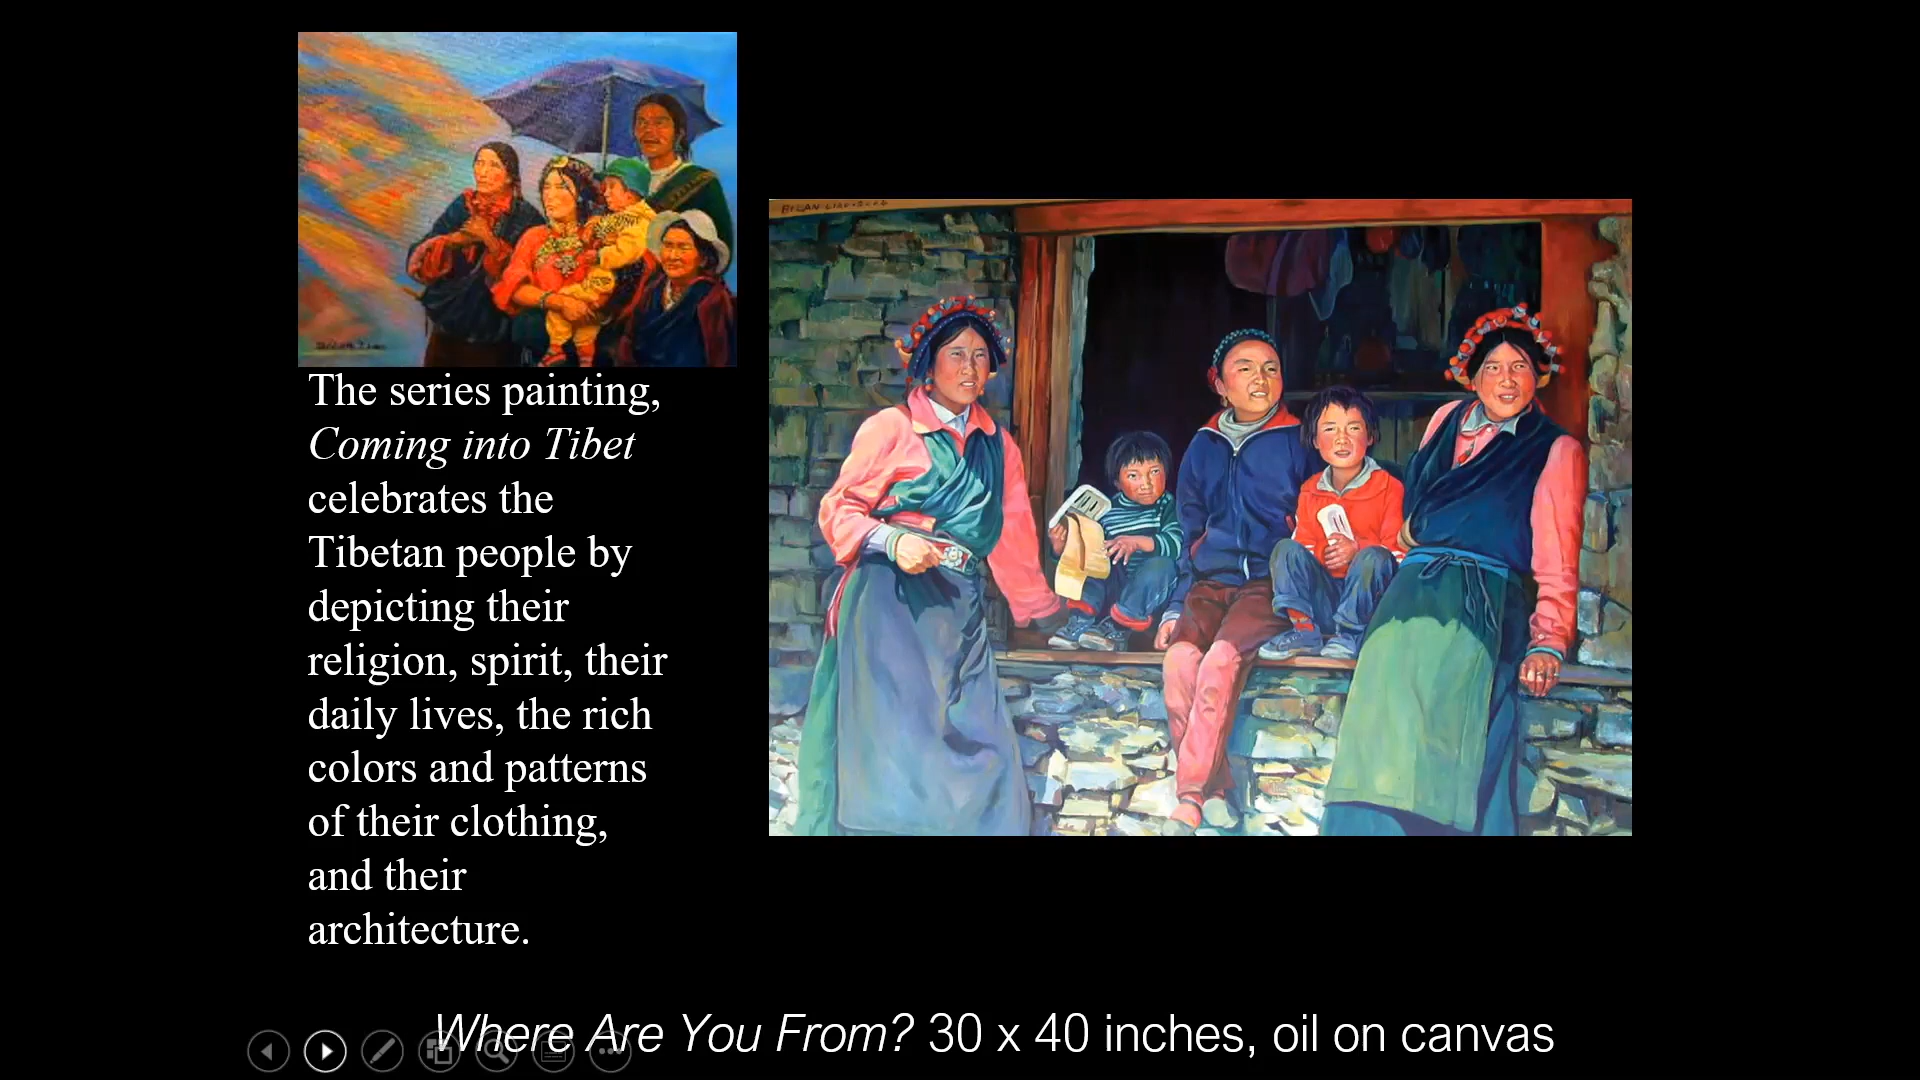 The series painting,
Coming into Tibet
celebrates the
Tibetan people by
depicting their
religion, spirit, their
daily lives, the rich
colors and patterns
of their clothing,
and their
architecture.
Where Are You From? 30 x 40 inches, oil on canvas